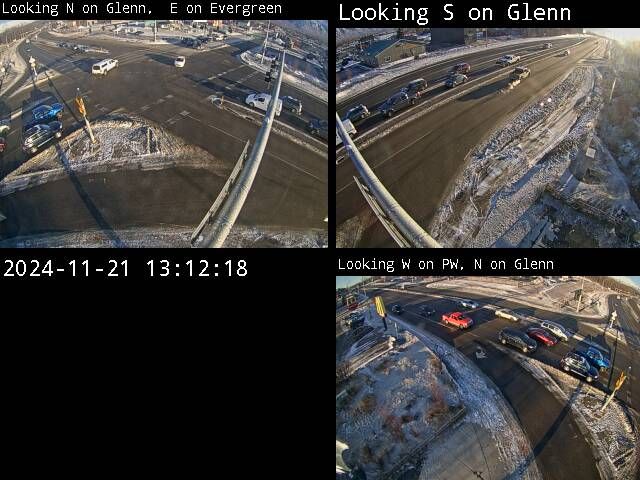 Looking N on Glenn, E on Evergreen
Looking S on Glenn
2024-11-21 13:12:18
Looking W on PW, N on Glenn